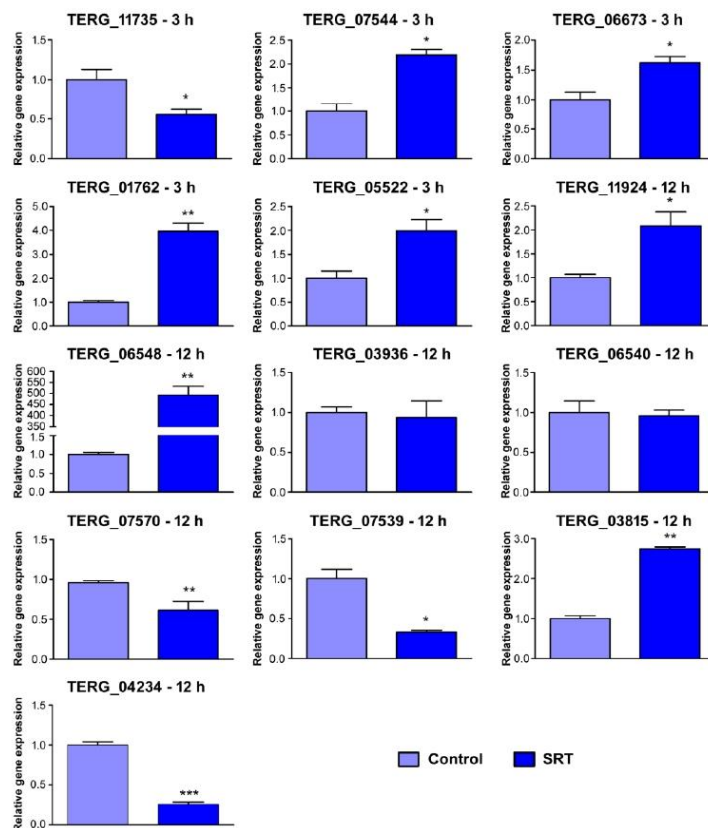 TERG_11735 - 3 h
Relative gene expression
1.5
1.0
0.5
0.0
*
TERG_07544 - 3 h
Relative gene expression
2.5
2.0
1.5
1.0
0.5
0.0
*
TERG_06673 - 3 h
Relative gene expression
2.0
1.5
1.0
0.5
0.0
*
TERG_01762 - 3 h
Relative gene expression
5.0
4.0
3.0
2.0
1.0
0.0
**
TERG_05522 - 3 h
Relative gene expression
2.5
2.0
1.5
1.0
0.5
0.0
*
TERG_11924 - 12 h
Relative gene expression
2.5
2.0
1.5
1.0
0.5
0.0
*
TERG_06548 - 12 h
Relative gene expression
600
550
500
450
400
350
1.5
1.0
0.5
0.0
**
TERG_03936 - 12 h
Relative gene expression
1.5
1.0
0.5
0.0
TERG_06540 - 12 h
Relative gene expression
1.5
1.0
0.5
0.0
TERG_07570 - 12 h
Relative gene expression
1.5
1.0
0.5
0.0
**
TERG_07539 - 12 h
Relative gene expression
1.5
1.0
0.5
0.0
*
TERG_03815 - 12 h
Relative gene expression
3.0
2.0
1.0
0.0
**
TERG_04234 - 12 h
Relative gene expression
1.5
1.0
0.5
0.0
***
Control
SRT